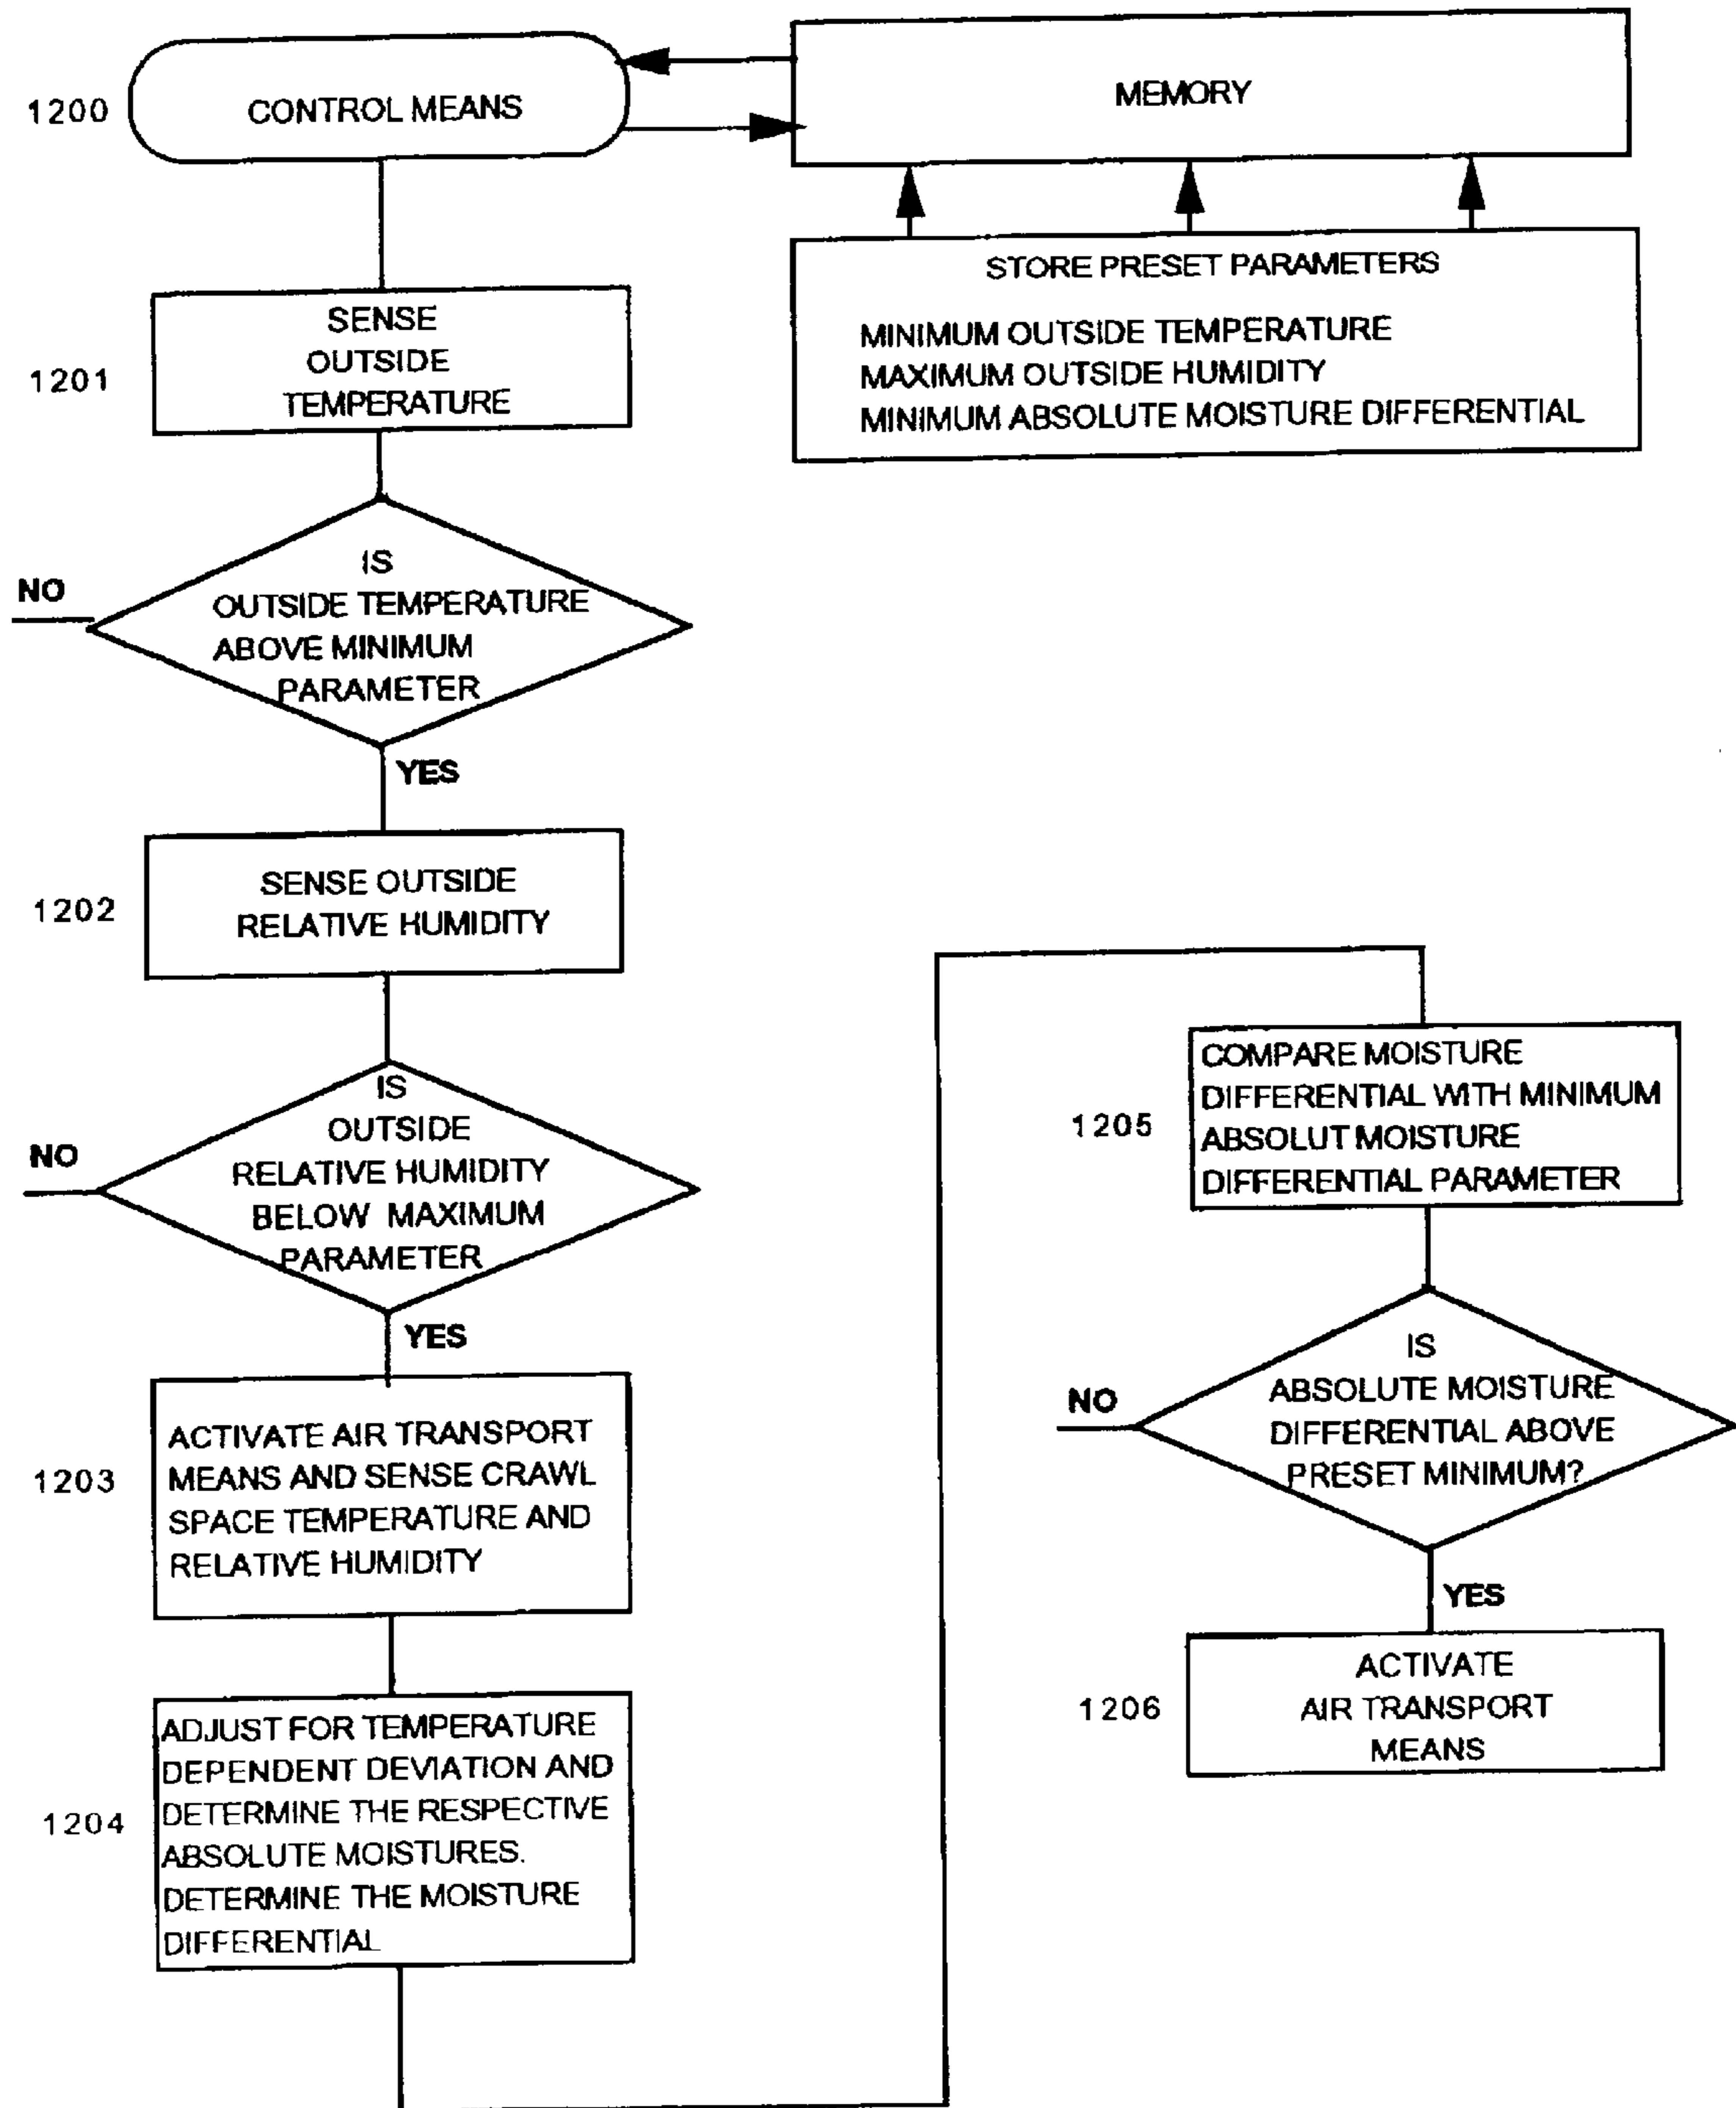 1200
CONTROL MEANS
MEMORY
STORE PRESET PARAMETERS
MINIMUM OUTSIDE TEMPERATURE
MAXIMUM OUTSIDE HUMIDITY
MINIMUM ABSOLUTE MOISTURE DIFFERENTIAL
1201
SENSE
OUTSIDE
TEMPERATURE
NO
IS
OUTSIDE TEMPERATURE
ABOVE MINIMUM
PARAMETER
YES
1202
SENSE OUTSIDE
RELATIVE HUMIDITY
NO
IS
OUTSIDE
RELATIVE HUMIDITY
BELOW MAXIMUM
PARAMETER
YES
1203
ACTIVATE AIR TRANSPORT
MEANS AND SENSE CRAWL
SPACE TEMPERATURE AND
RELATIVE HUMIDITY
1204
ADJUST FOR TEMPERATURE
DEPENDENT DEVIATION AND
DETERMINE THE RESPECTIVE
ABSOLUTE MOISTURES.
DETERMINE THE MOISTURE
DIFFERENTIAL
1205
COMPARE MOISTURE
DIFFERENTIAL WITH MINIMUM
ABSOLUT MOISTURE
DIFFERENTIAL PARAMETER
NO
IS
ABSOLUTE MOISTURE
DIFFERENTIAL ABOVE
PRESET MINIMUM?
YES
1206
ACTIVATE
AIR TRANSPORT
MEANS